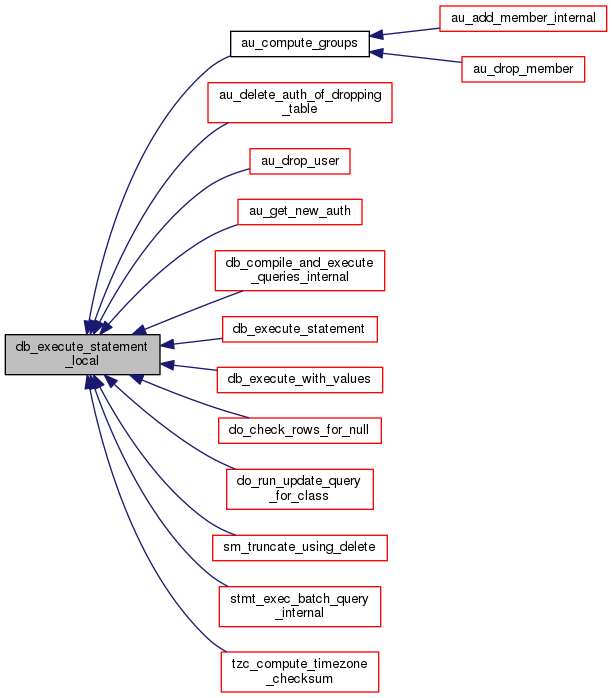 au_add_member_internal
au_compute_groups
au_drop_member
au_delete_auth_of_dropping
_table
au_drop_user
au_get_new_auth
db_compile_and_execute
_queries_internal
db_execute_statement
db_execute_statement
_local
db_execute_with_values
do_check_rows_for_null
do_run_update_query
_for_class
sm_truncate_using_delete
stmt_exec_batch_query
_internal
tzc_compute_timezone
_checksum